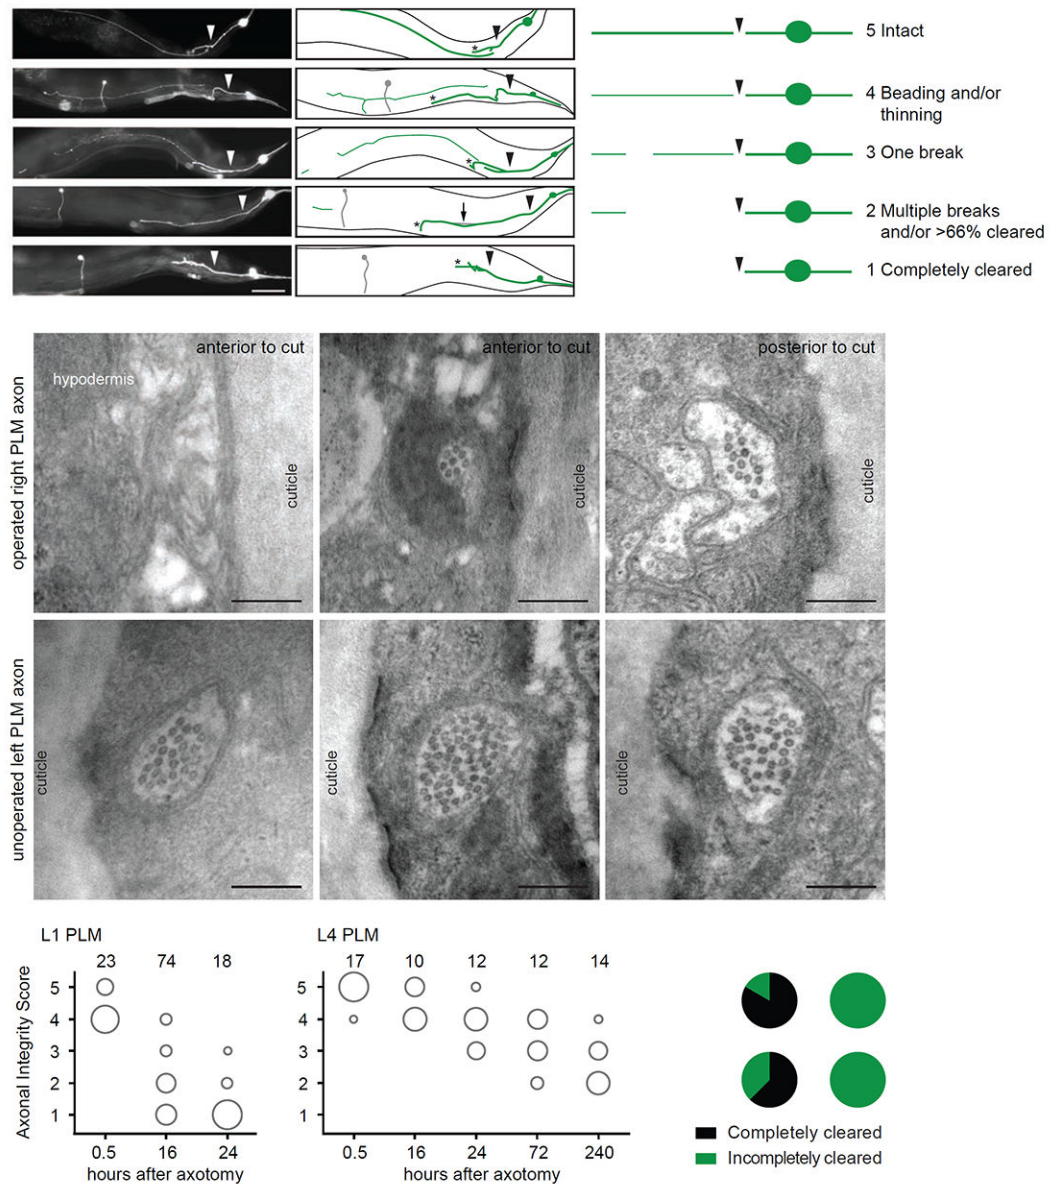 5 Intact
4 Beading and/or
thinning
3 One break
2 Multiple breaks
and/or >66% cleared
1 Completely cleared
*
*
*
*
*
operated right PLM axon
anterior to cut
hypodermis
cuticle
anterior to cut
cuticle
posterior to cut
cuticle
unoperated left PLM axon
cuticle
cuticle
cuticle
L1 PLM
23 74 18
Axonal Integrity Score
5
4
3
2
1
0.5 16 24
hours after axotomy
L4 PLM
17 10 12 12 14
5
4
3
2
1
0.5 16 24 72 240
hours after axotomy
Completely cleared
Incompletely cleared